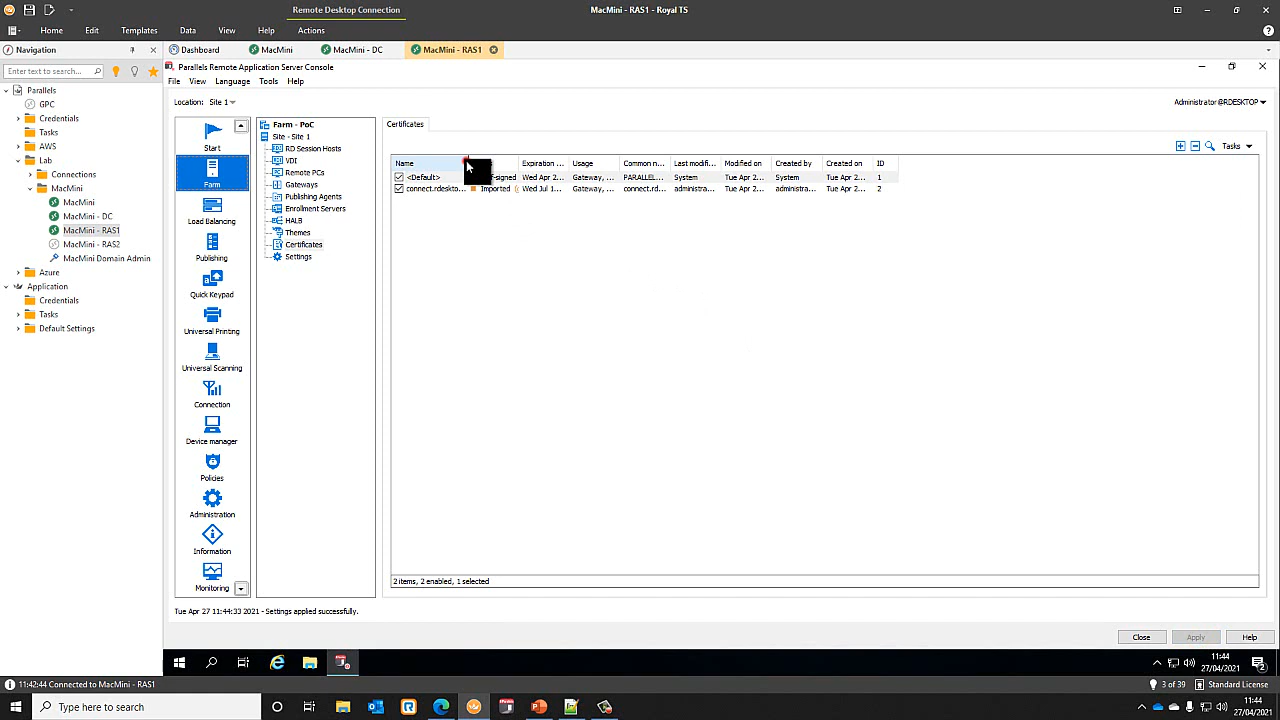 Remote Desktop Connection
MacMini - RAS1 - Royal TS
Home Edit Templates Data View Help Actions
Navigation
Dashboard MacMini MacMini - DC MacMini - RAS1
Enter text to search...
Parallels
GPC
Credentials
Tasks
AWS
Lab
Connections
MacMini
MacMini
MacMini - DC
MacMini - RAS1
MacMini - RAS2
MacMini Domain Admin
Azure
Application
Credentials
Tasks
Default Settings
Parallels Remote Application Server Console
File View Language Tools Help
Location: Site 1
Administrator@RDESKTOP
Start
Farm
Load Balancing
Publishing
Quick Keypad
Universal Printing
Universal Scanning
Connection
Device manager
Policies
Administration
Information
Monitoring
Farm - PoC
Site - Site 1
RD Session Hosts
VDI
Remote PCs
Gateways
Publishing Agents
Enrollment Servers
HALB
Themes
Certificates
Settings
Certificates
Tasks
Name Expiration ... Usage Common n... Last modifi... Modified on Created by Created on ID
<Default> Wed Apr 2... Gateway, ... PARALLEL... System Tue Apr 2... System Tue Apr 2... 1
connect.rdeskto... Imported Wed Jul 1... Gateway, ... connect.rd... administra... Tue Apr 2... administra... Tue Apr 2... 2
2 items, 2 enabled, 1 selected
Tue Apr 27 11:44:33 2021 - Settings applied successfully.
Close Apply Help
11:44
27/04/2021
2
11:42:44 Connected to MacMini - RAS1
3 of 39 Standard License
Type here to search
11:44
27/04/2021